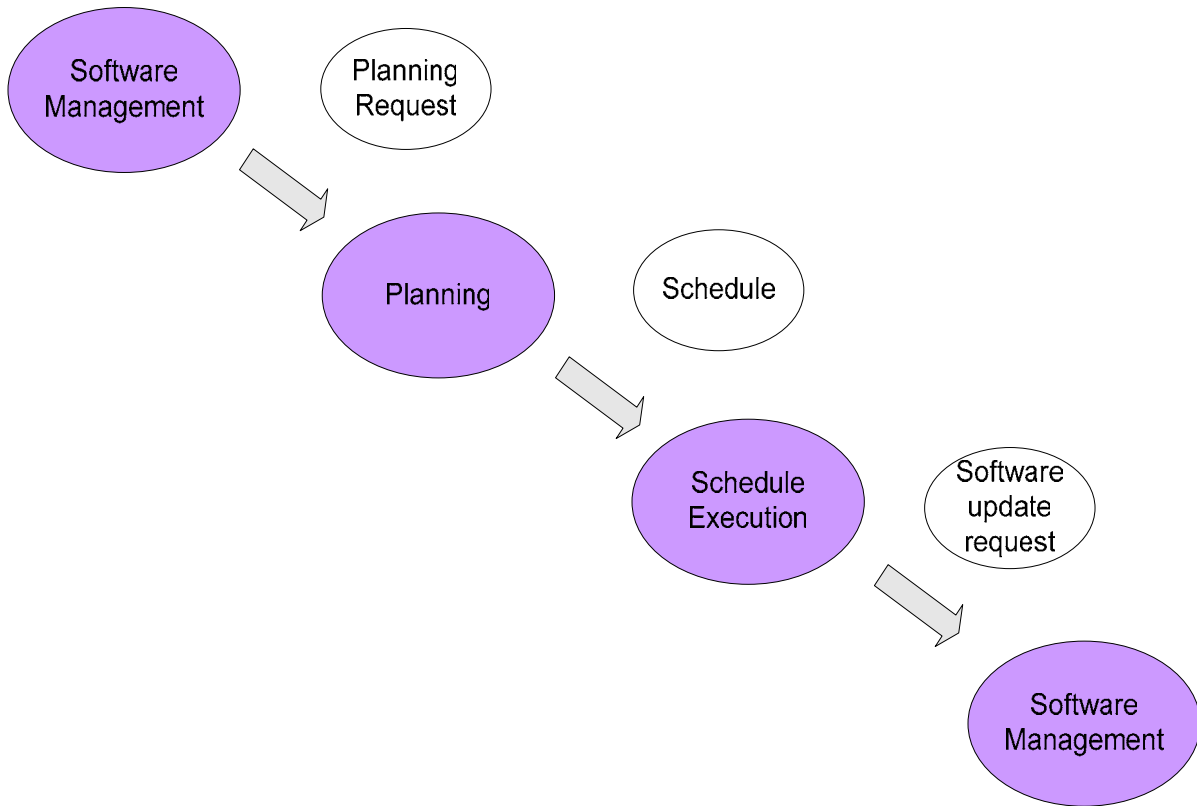 Software
Management
Planning
Request
Planning
Schedule
Schedule
Execution
Software
update
request
Software
Management